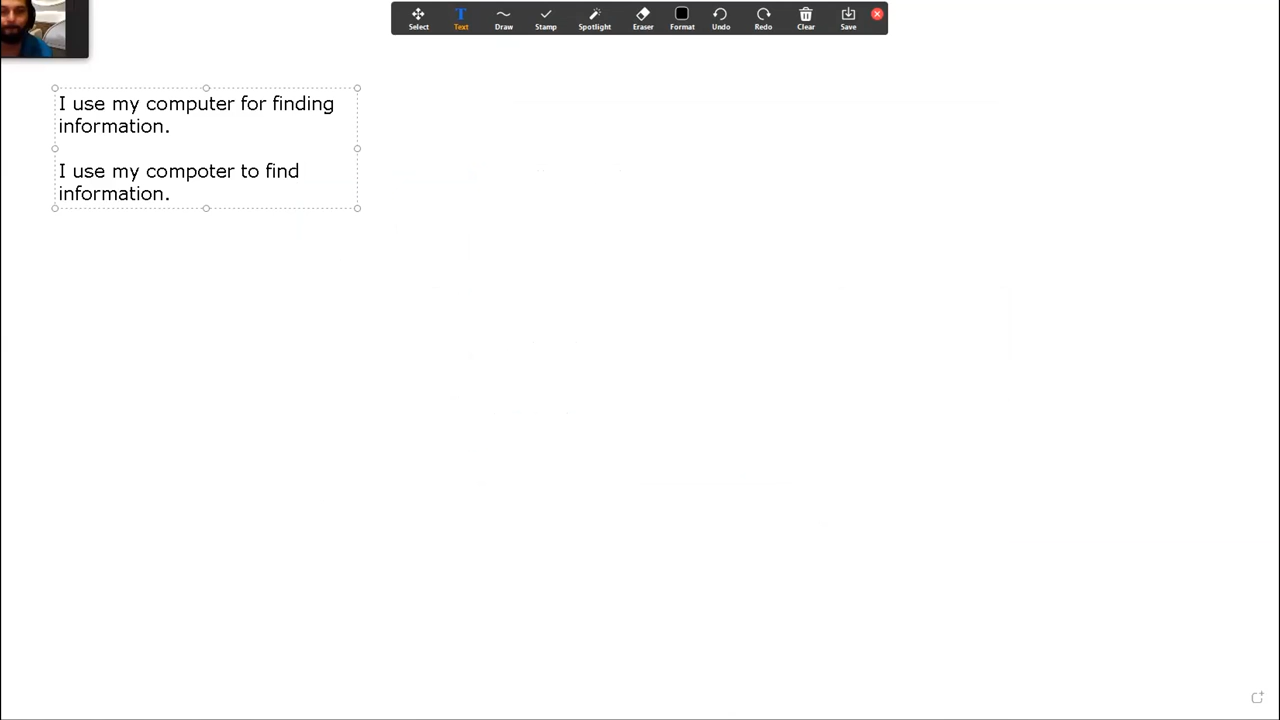 Select
Text
Draw
Stamp
Spotlight
Eraser
Format
Undo
Redo
Clear
Save
I use my computer for finding
information.
I use my compoter to find
information.